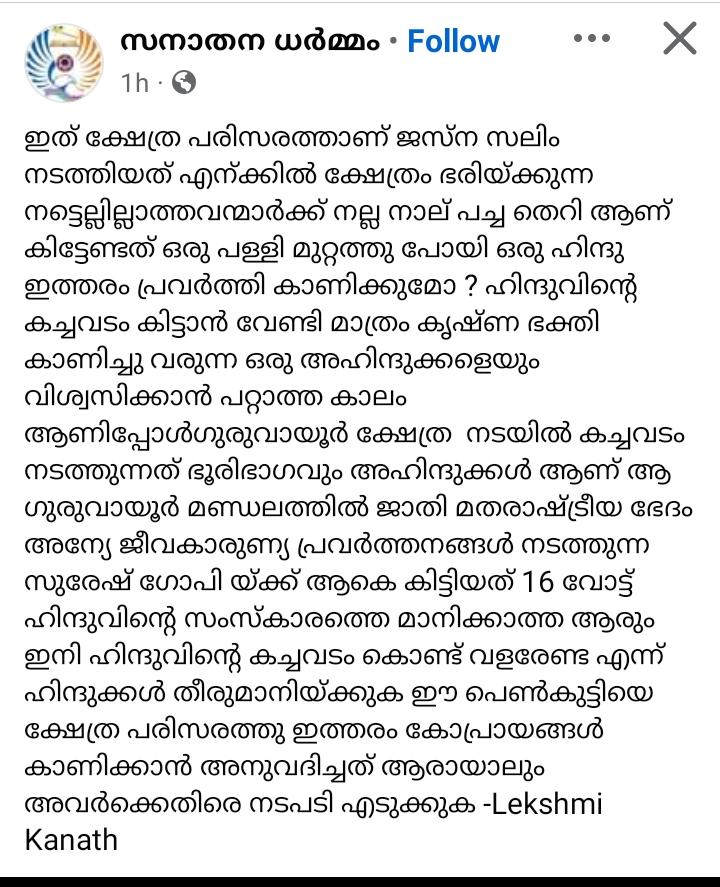 സനാതന ധർമ്മം · Follow
1h ·
ഇത് ക്ഷേത്ര പരിസരത്താണ് ജസ്ന സലിം
നടത്തിയത് എന്ക്കിൽ ക്ഷേത്രം ഭരിയ്ക്കുന്ന
നട്ടെല്ലില്ലാത്തവന്മാർക്ക് നല്ല നാല് പച്ച തെറി ആണ്
കിട്ടേണ്ടത് ഒരു പള്ളി മുറ്റത്തു പോയി ഒരു ഹിന്ദു
ഇത്തരം പ്രവർത്തി കാണിക്കുമോ ? ഹിന്ദുവിന്റെ
കച്ചവടം കിട്ടാൻ വേണ്ടി മാത്രം കൃഷ്ണ ഭക്തി
കാണിച്ചു വരുന്ന ഒരു അഹിന്ദുക്കളെയും
വിശ്വസിക്കാൻ പറ്റാത്ത കാലം
ആണിപ്പോൾഗുരുവായൂർ ക്ഷേത്ര നടയിൽ കച്ചവടം
നടത്തുന്നത് ഭൂരിഭാഗവും അഹിന്ദുക്കൾ ആണ് ആ
ഗുരുവായൂർ മണ്ഡലത്തിൽ ജാതി മതരാഷ്ട്രീയ ഭേദം
അന്യേ ജീവകാരുണ്യ പ്രവർത്തനങ്ങൾ നടത്തുന്ന
സുരേഷ് ഗോപി യ്ക്ക് ആകെ കിട്ടിയത് 16 വോട്ട്
ഹിന്ദുവിന്റെ സംസ്കാരത്തെ മാനിക്കാത്ത ആരും
ഇനി ഹിന്ദുവിന്റെ കച്ചവടം കൊണ്ട് വളരേണ്ട എന്ന്
ഹിന്ദുക്കൾ തീരുമാനിയ്ക്കുക ഈ പെൺകുട്ടിയെ
ക്ഷേത്ര പരിസരത്തു ഇത്തരം കോപ്രായങ്ങൾ
കാണിക്കാൻ അനുവദിച്ചത് ആരായാലും
അവർക്കെതിരെ നടപടി എടുക്കുക -Lekshmi
Kanath